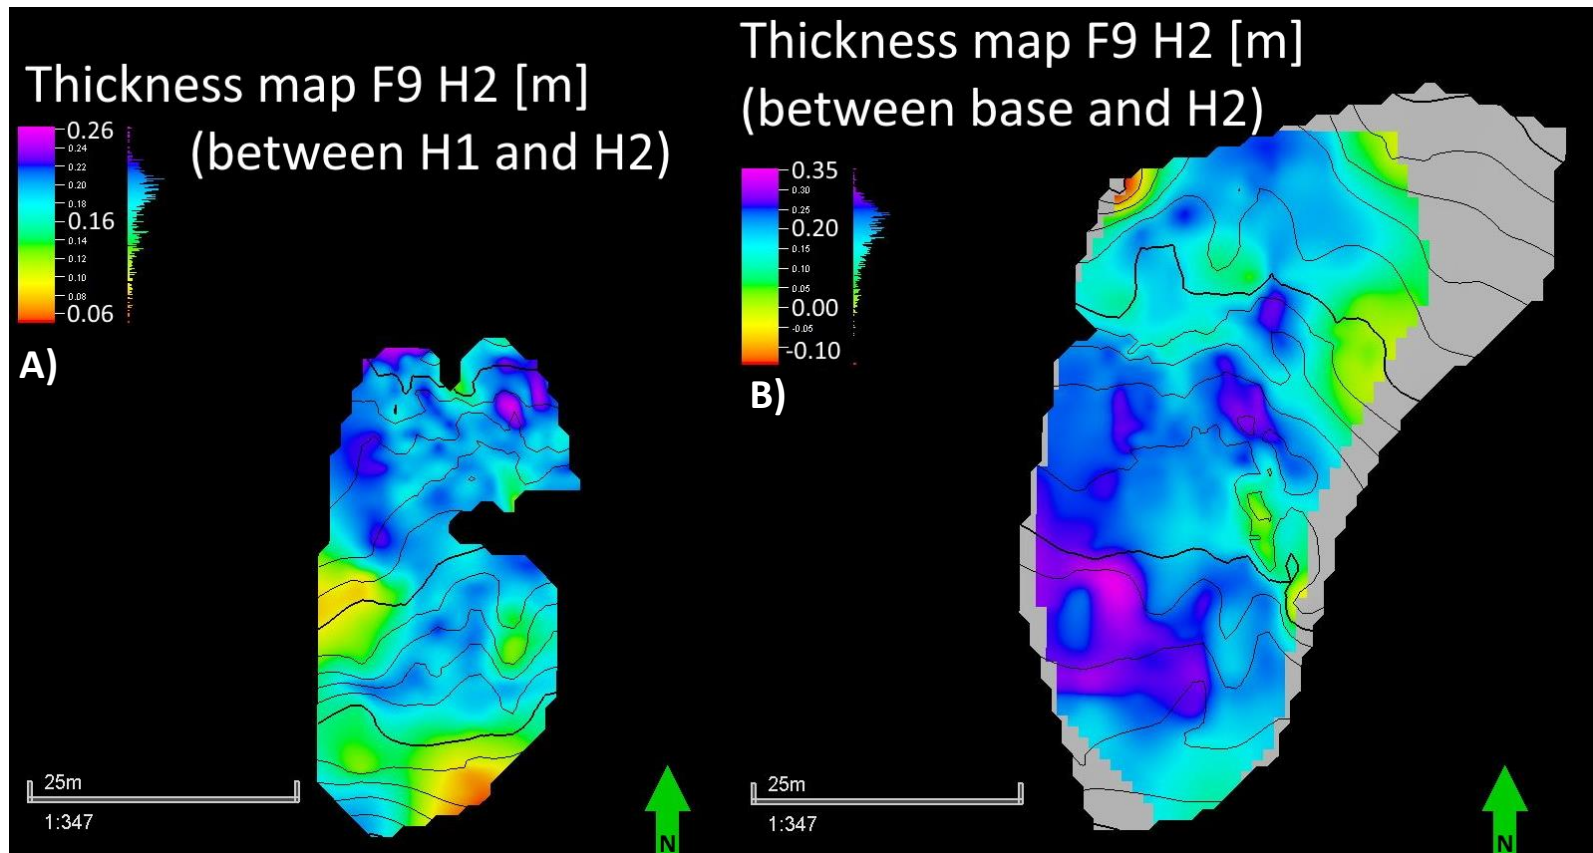 Thickness map F9 H2 [m]
(between H1 and H2)
0.26
0.24
0.22
0.20
0.18
0.16
0.14
0.12
0.10
0.08
0.06
A)
25m
1:347
N
Thickness map F9 H2 [m]
(between base and H2)
0.35
0.30
0.25
0.20
0.15
0.10
0.05
0.00
-0.05
-0.10
B)
25m
1:347
N